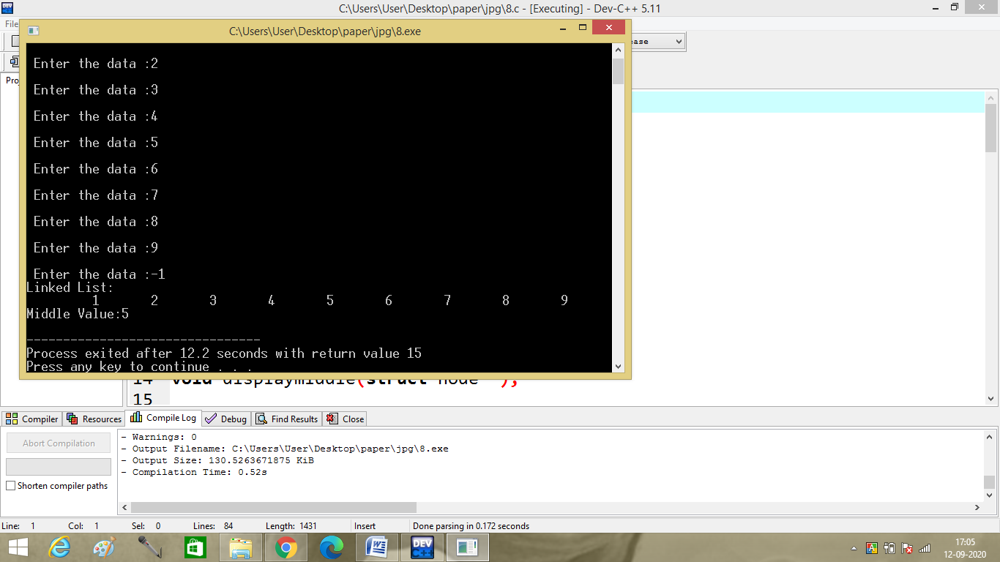 C:\Users\User\Desktop\paper\jpg\8.c - [Executing] - Dev-C++ 5.11
File
C:\Users\User\Desktop\paper\jpg\8.exe
ease
Enter the data :2
Enter the data :3
Enter the data :4
Enter the data :5
Enter the data :6
Enter the data :7
Enter the data :8
Enter the data :9
Enter the data :-1
Linked List:
1 2 3 4 5 6 7 8 9
Middle Value:5
--------------------------------
Process exited after 12.2 seconds with return value 15
Press any key to continue . . .
14 void displaymiddle(struct node );
15
Compiler Resources Compile Log Debug Find Results Close
Abort Compilation
Shorten compiler paths
- Warnings: 0
- Output Filename: C:\Users\User\Desktop\paper\jpg\8.exe
- Output Size: 130.5263671875 KiB
- Compilation Time: 0.52s
Line: 1 Col: 1 Sel: 0 Lines: 84 Length: 1431 Insert Done parsing in 0.172 seconds
DEV C++
17:05
12-09-2020